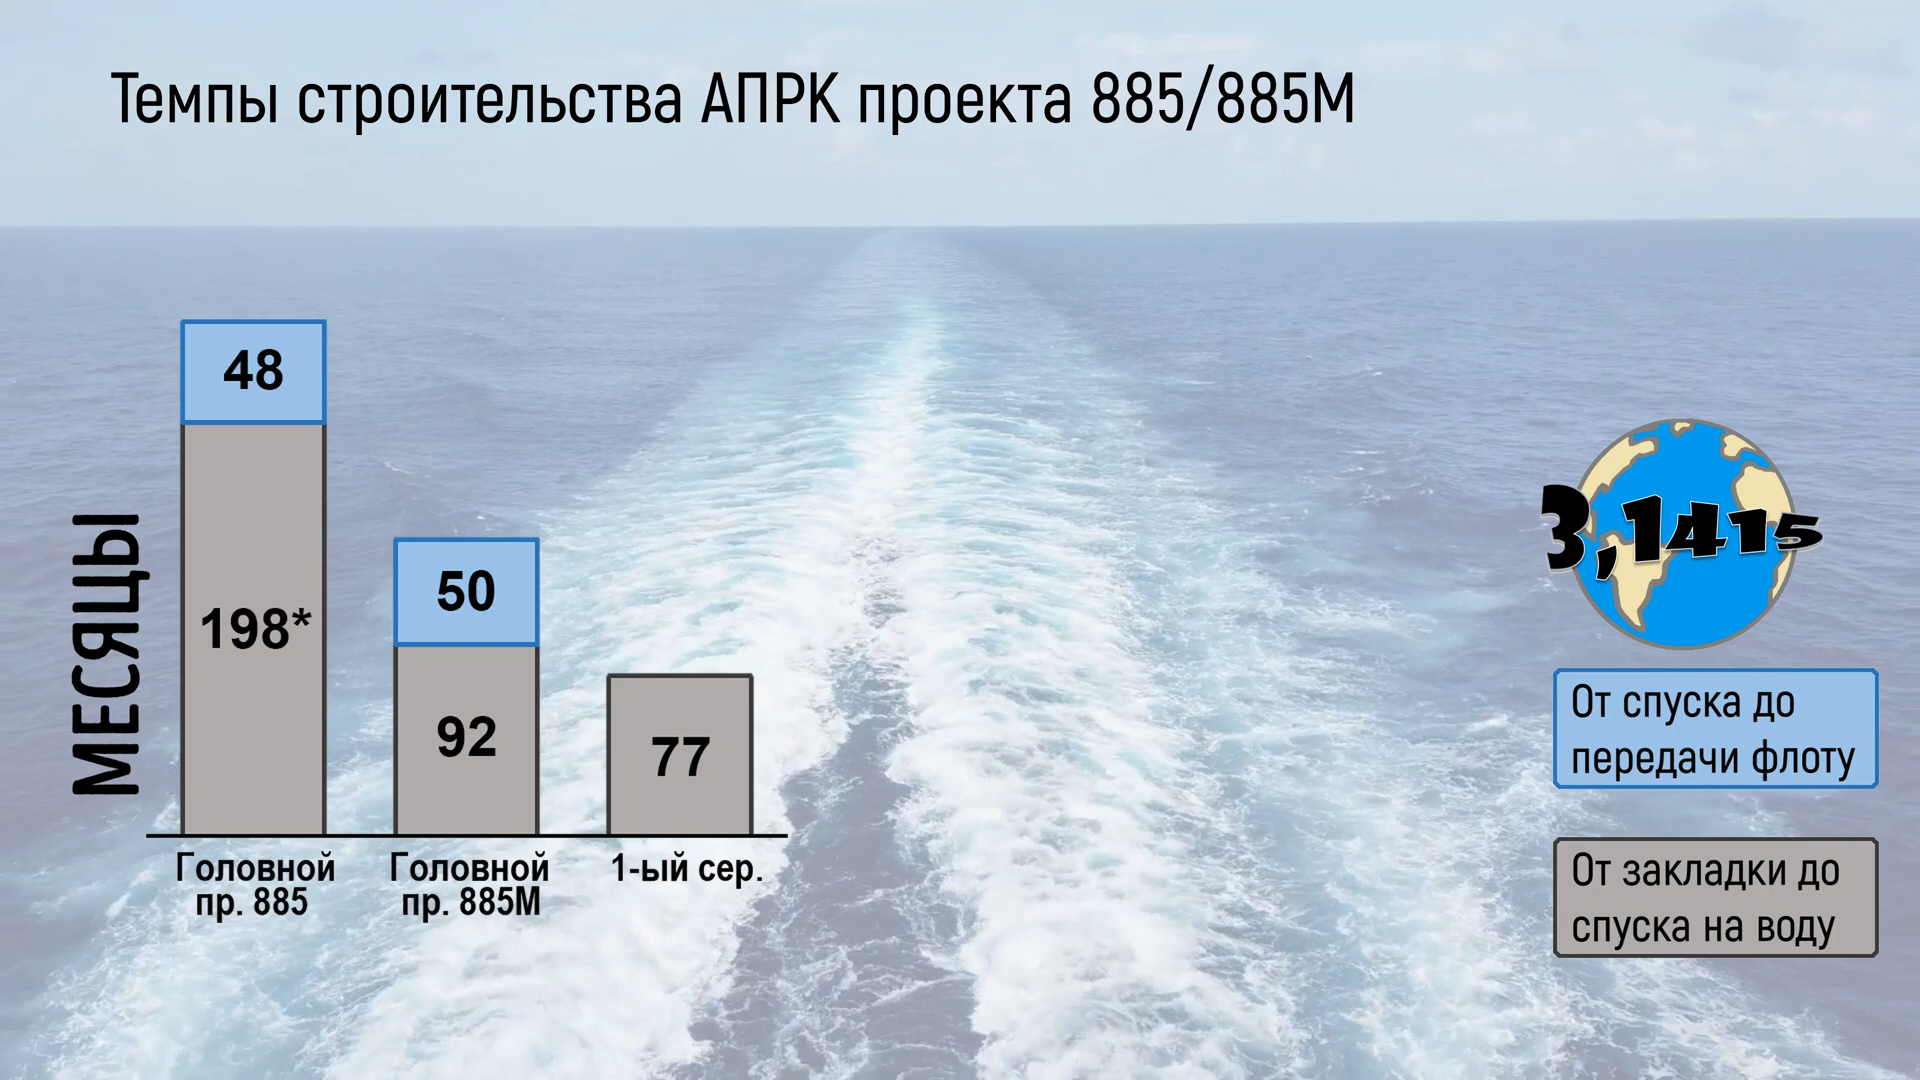 Темпы строительства АПРК проекта 885/885М
МЕСЯЦЫ
48
198*
50
92
77
Головной
пр. 885
Головной
пр. 885М
1-ый сер.
3,1415
От спуска до
передачи флоту
От закладки до
спуска на воду